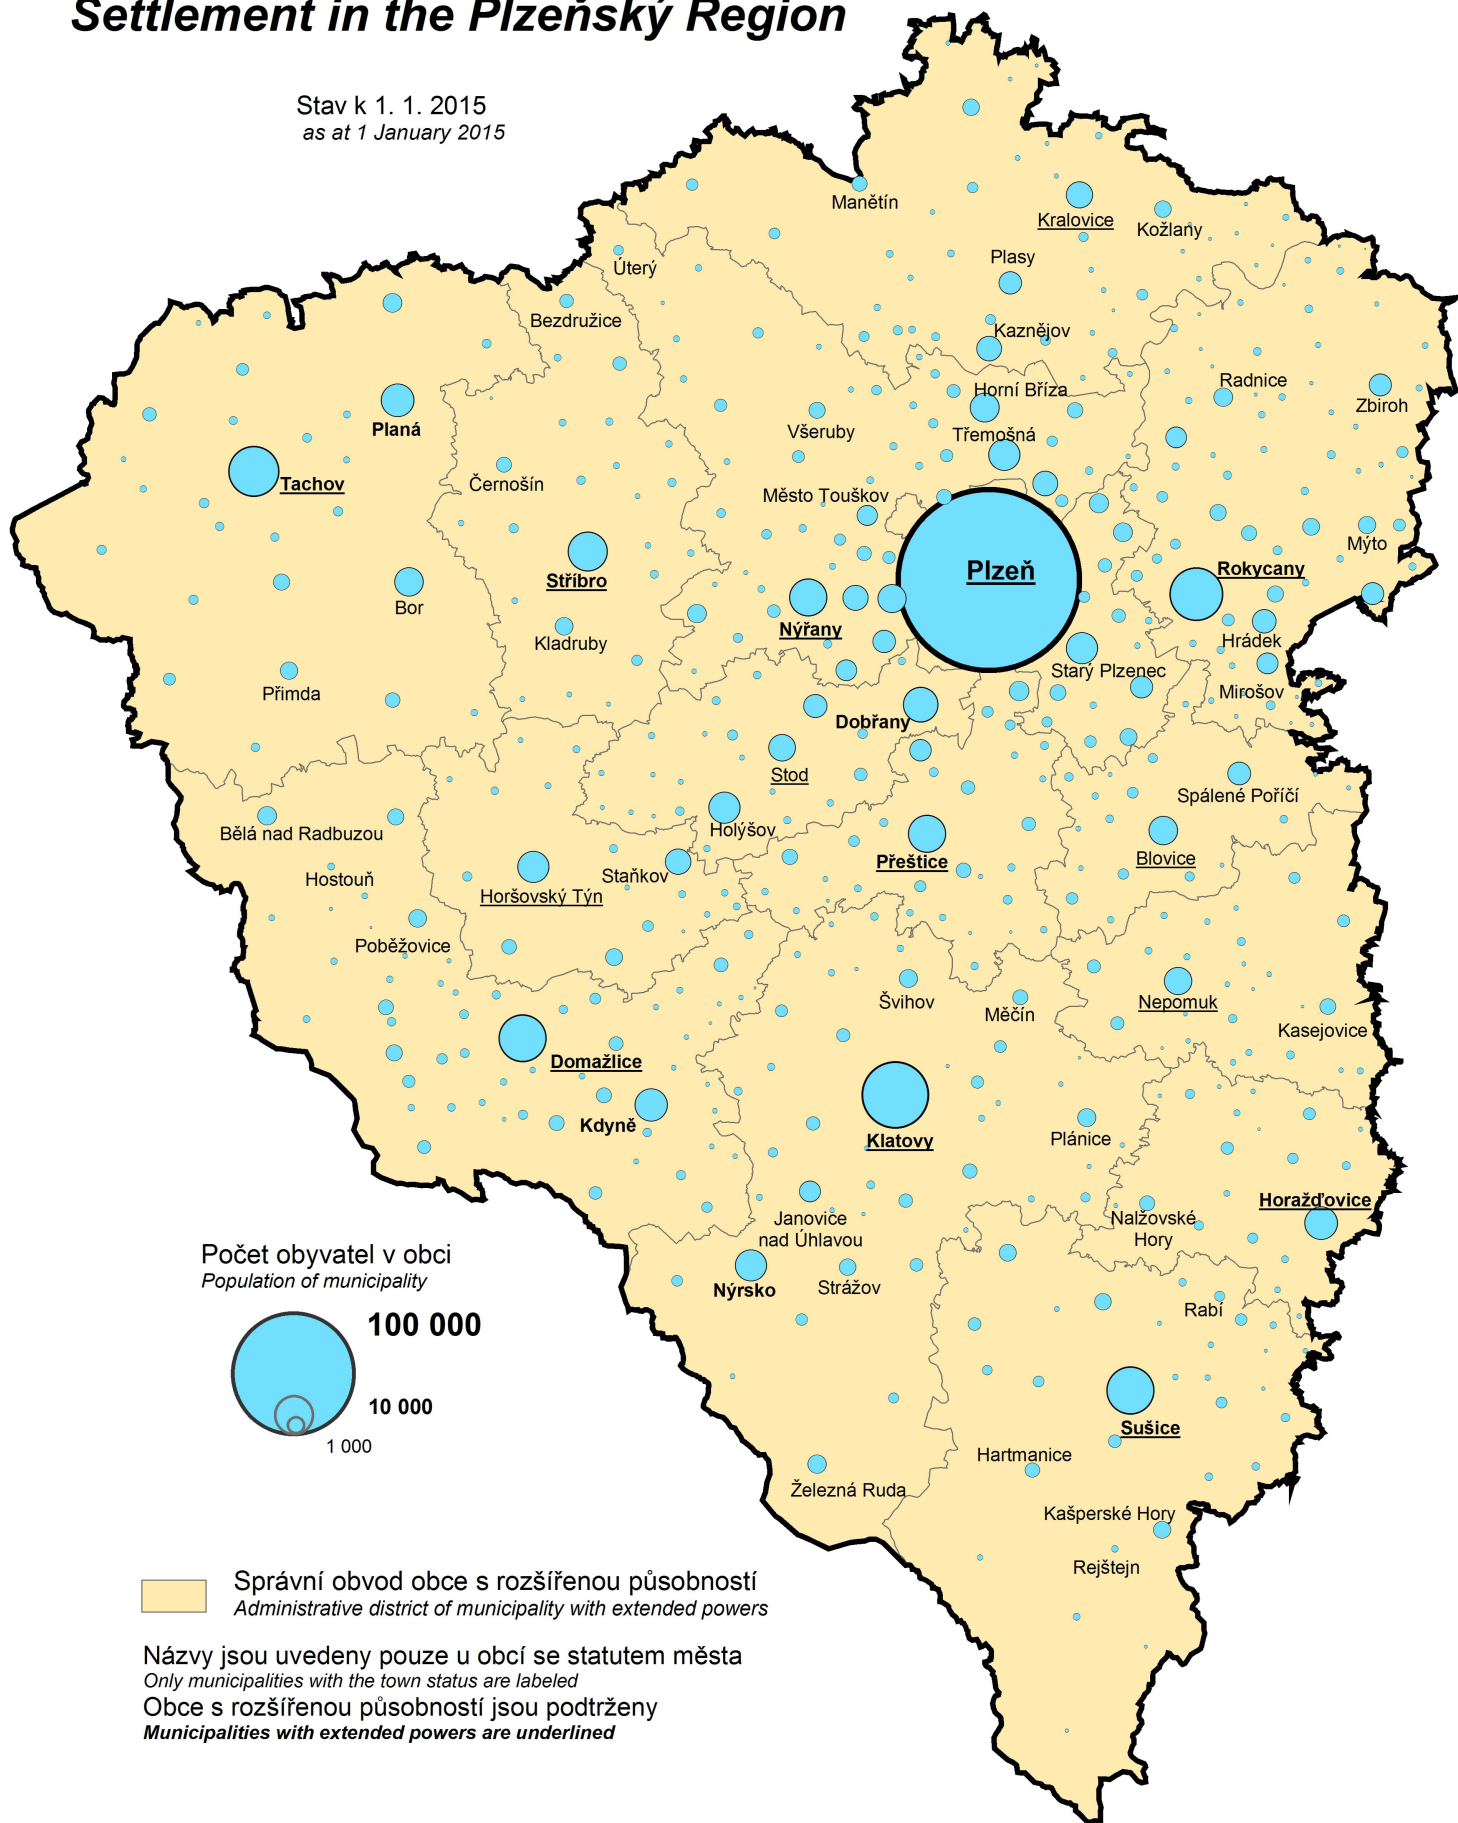 Settlement in the Plzeňský Region
Stav k 1. 1. 2015
as at 1 January 2015
Manětín
Kralovice
Kožlany
Úterý
Plasy
Bezdružice
Kaznějov
Radnice
Horní Bříza
Zbiroh
Planá
Všeruby
Třemošná
Tachov
Černošín
Město Touškov
Mýto
Plzeň
Rokycany
Stříbro
Bor
Nýřany
Kladruby
Hrádek
Starý Plzenec
Přimda
Mirošov
Dobřany
Stod
Spálené Poříčí
Bělá nad Radbuzou
Holýšov
Přeštice
Blovice
Hostouň
Staňkov
Horšovský Týn
Poběžovice
Švihov
Nepomuk
Měčín
Kasejovice
Domažlice
Kdyně
Klatovy
Plánice
Horažďovice
Janovice
nad Úhlavou
Nalžovské
Hory
Počet obyvatel v obci
Population of municipality
Nýrsko
Strážov
Rabí
100 000
10 000
1 000
Sušice
Hartmanice
Železná Ruda
Kašperské Hory
Rejštejn
Správní obvod obce s rozšířenou působností
Administrative district of municipality with extended powers
Názvy jsou uvedeny pouze u obcí se statutem města
Only municipalities with the town status are labeled
Obce s rozšířenou působností jsou podtrženy
Municipalities with extended powers are underlined